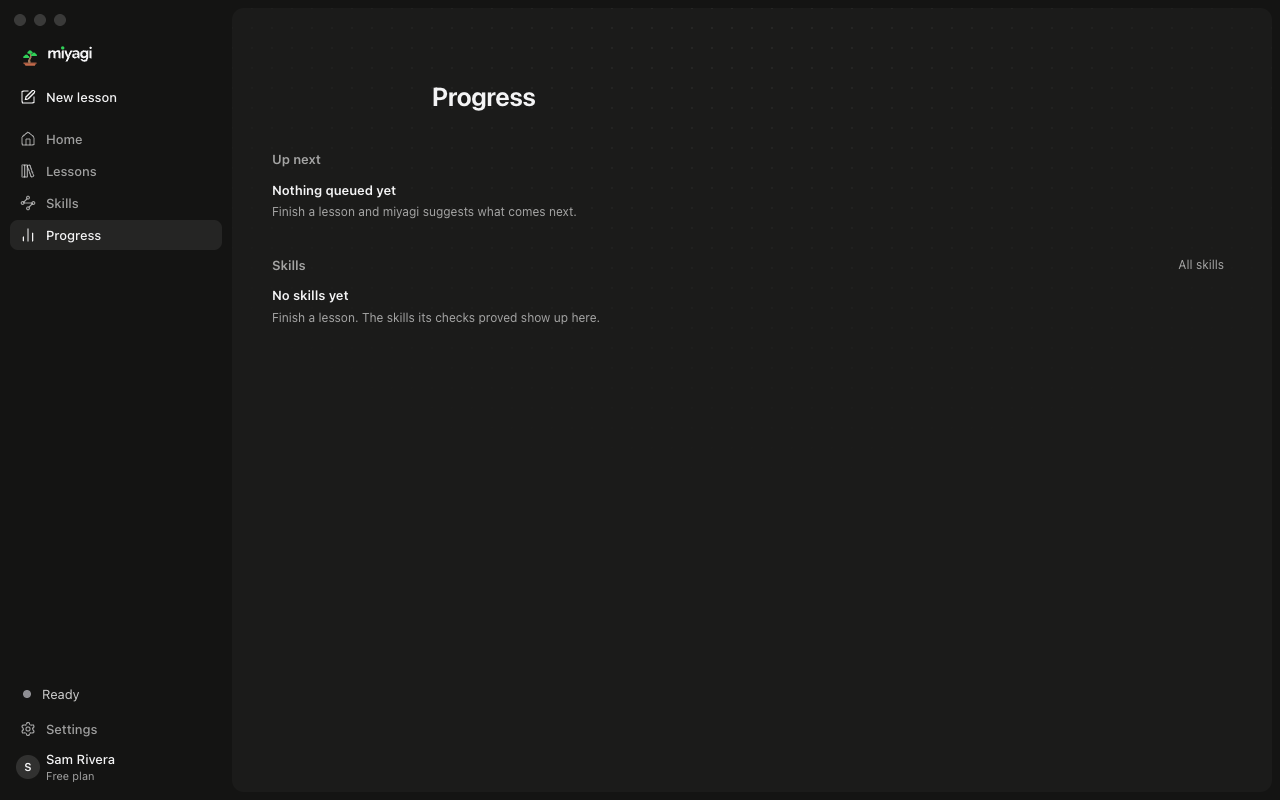 miyagi
New lesson
Home
Lessons
Skills
Progress
Ready
Settings
S
Sam Rivera
Free plan
Progress
Up next
Nothing queued yet
Finish a lesson and miyagi suggests what comes next.
Skills
All skills
No skills yet
Finish a lesson. The skills its checks proved show up here.